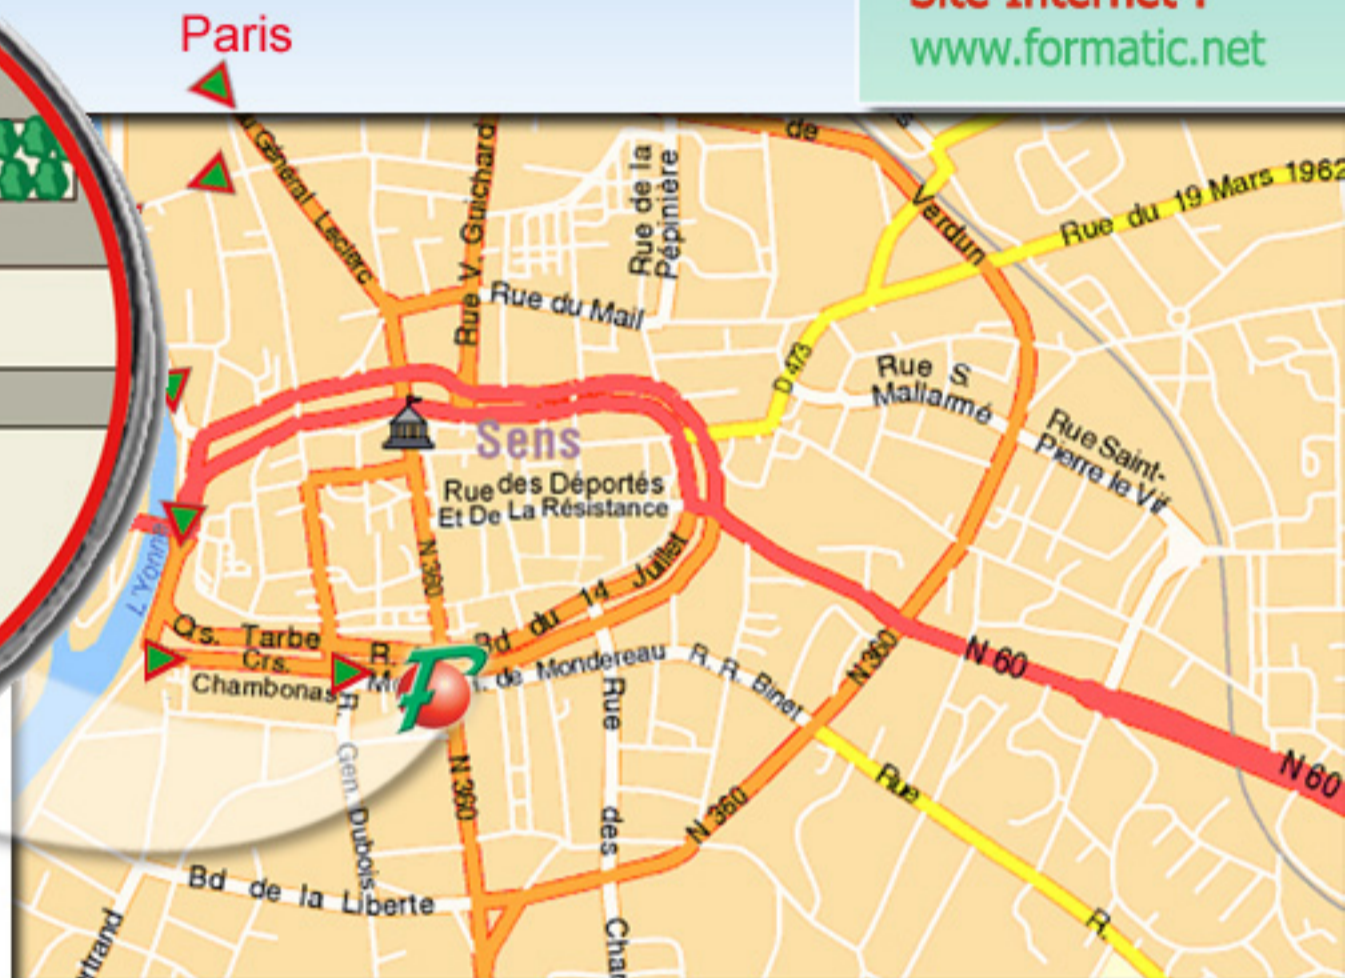 Paris
Site Internet :
www.formatic.net
Général Leclerc
Rue V. Guichard
Rue de la
Pépinière
de
Verdun
Rue du 19 Mars 1962
Rue du Mail
D 473
Rue S.
Mallarmé
Rue Saint-
Pierre le Vif
Sens
Rue des Déportés
Et De La Résistance
N 360
L'Yonne
Crs. Tarbe
R.
Bd du 14 Juillet
Crs.
Chambonas
de Mondereau
R. R. Binet
N 360
N 60
N 60
R. Gen. Dubois
N 360
Rue des
N 360
Rue
R.
Bd de la Liberte